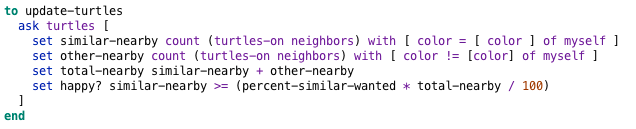 to update-turtles
  ask turtles [
    set similar-nearby count (turtles-on neighbors) with [ color = [ color ] of myself ]
    set other-nearby count (turtles-on neighbors) with [ color != [color] of myself ]
    set total-nearby similar-nearby + other-nearby
    set happy? similar-nearby >= (percent-similar-wanted * total-nearby / 100)
  ]
end